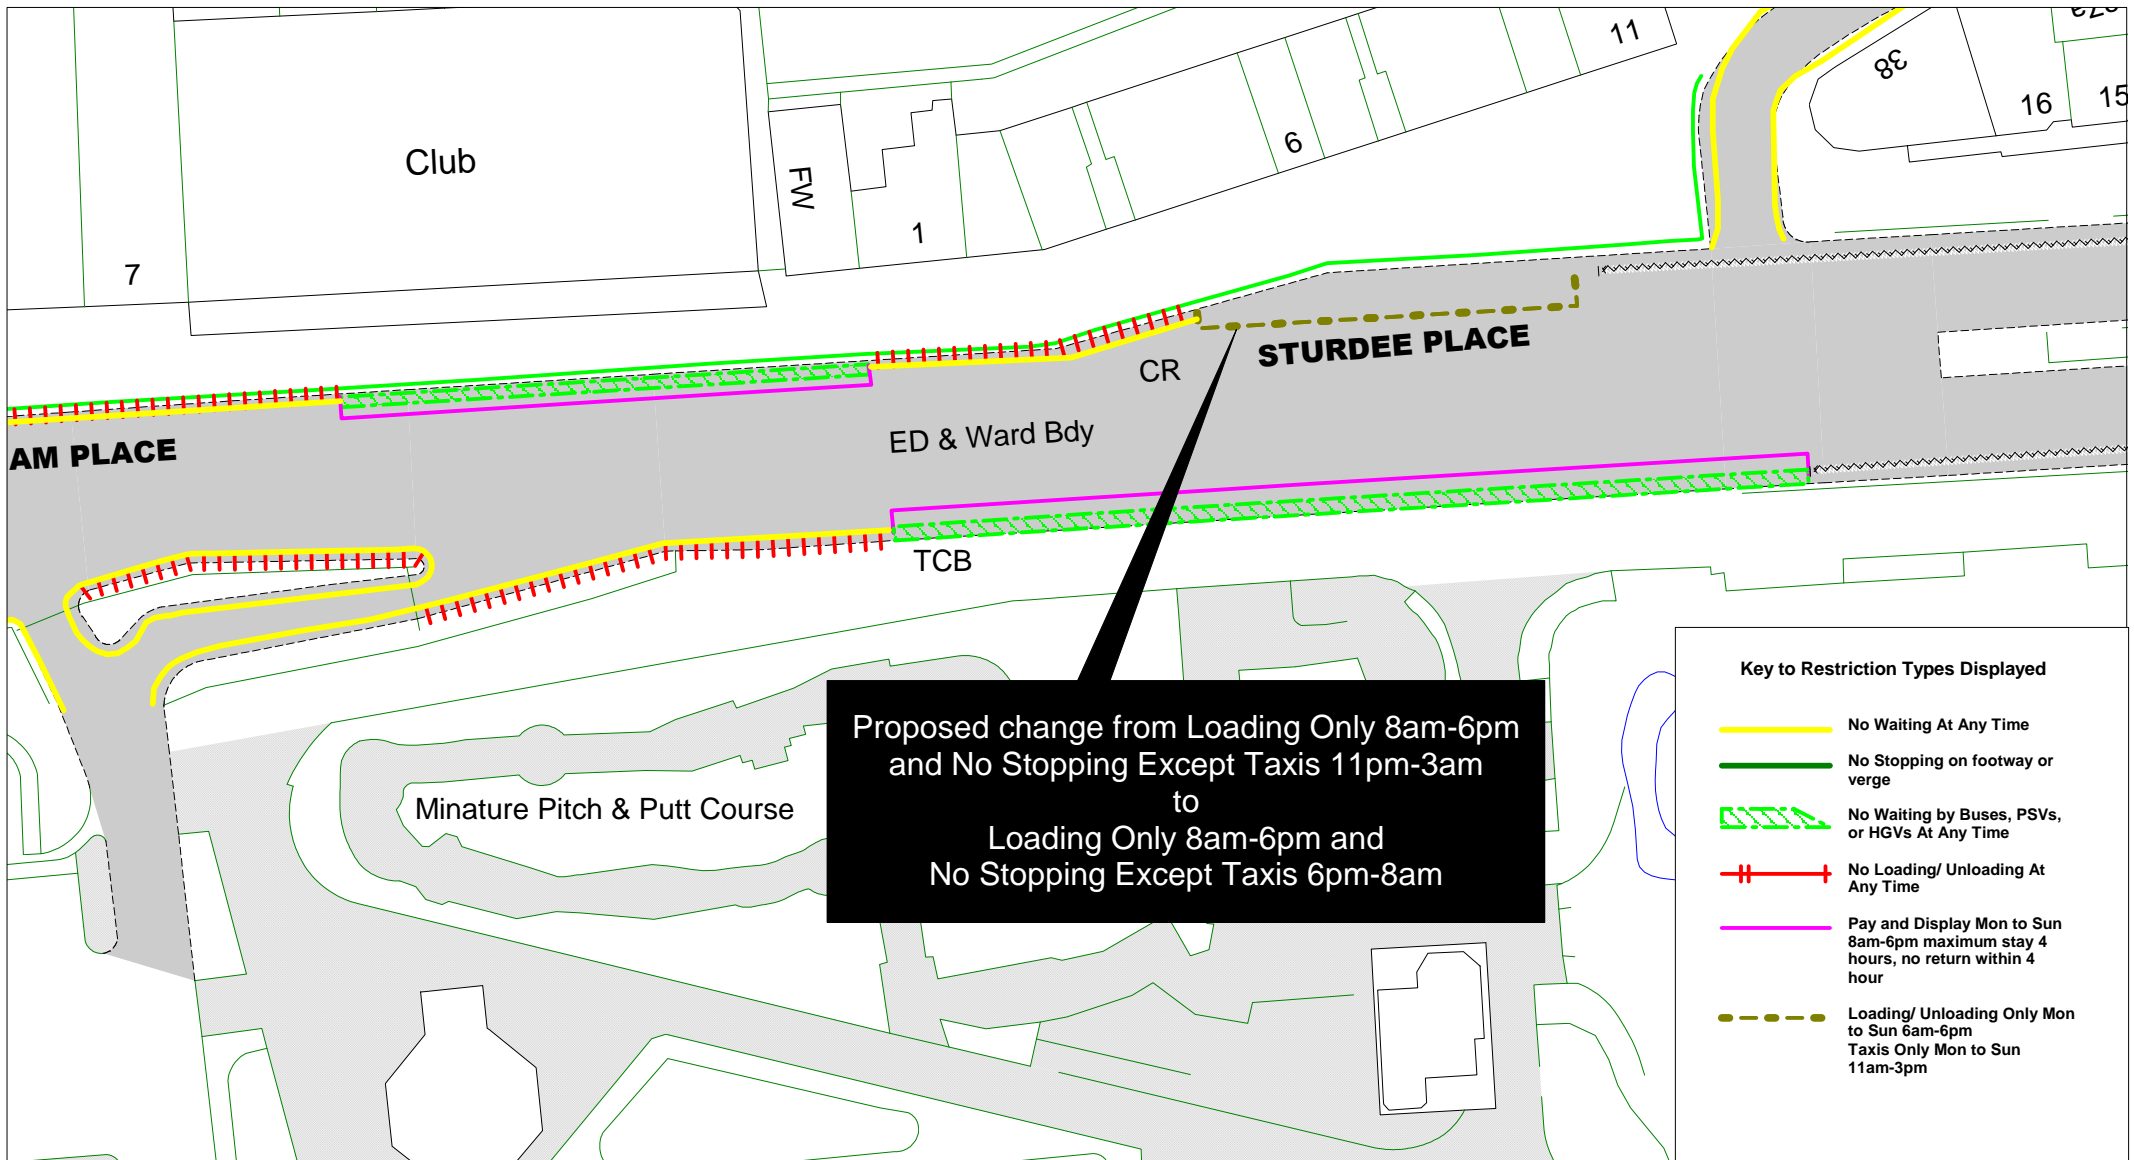 11
38
16
15
Club
FW
6
1
7
STURDEE PLACE
CR
ED & Ward Bdy
AM PLACE
TCB
Proposed change from Loading Only 8am-6pm
and No Stopping Except Taxis 11pm-3am
to
Loading Only 8am-6pm and
No Stopping Except Taxis 6pm-8am
Minature Pitch & Putt Course
Key to Restriction Types Displayed
No Waiting At Any Time
No Stopping on footway or
verge
No Waiting by Buses, PSVs,
or HGVs At Any Time
No Loading/ Unloading At
Any Time
Pay and Display Mon to Sun
8am-6pm maximum stay 4
hours, no return within 4
hour
Loading/ Unloading Only Mon
to Sun 6am-6pm
Taxis Only Mon to Sun
11am-3pm